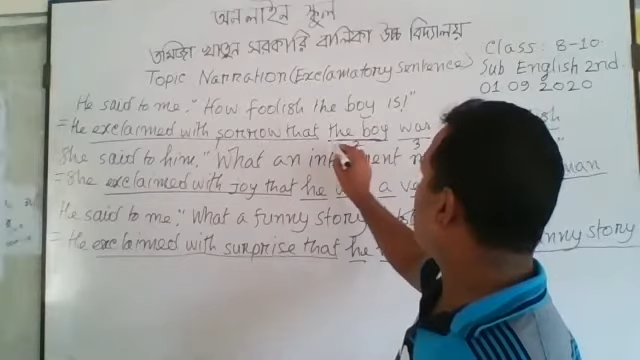 অনলাইন স্কুল
খাতুন সরকারি বালিকা উচ্চ বিদ্যালয়
Class: 8-10
Topic Narration (Exclamatory Sentence)
Sub English 2nd
01 09 2020
He said to me, "How foolish the boy is!"
= He exclaimed with sorrow that the boy was
2 3
She said to him, "What an
= She exclaimed with Joy that he a man
He said to me, "What a funny story
= He exclaimed with surprise that he funny story